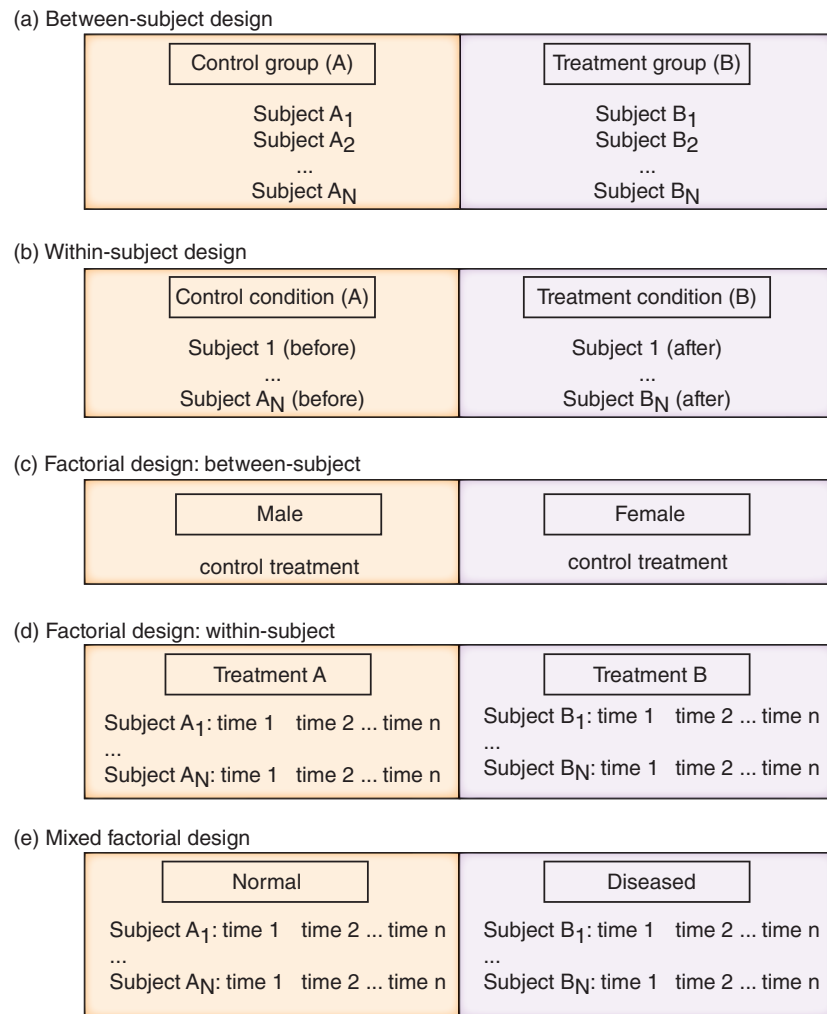 (a) Between-subject design
Control group (A)
Treatment group (B)
Subject A1
Subject B1
Subject A2
Subject B2
...
...
Subject AN
Subject BN
(b) Within-subject design
Control condition (A)
Treatment condition (B)
Subject 1 (before)
Subject 1 (after)
...
...
Subject AN (before)
Subject BN (after)
(c) Factorial design: between-subject
Male
Female
control treatment
control treatment
(d) Factorial design: within-subject
Treatment A
Treatment B
Subject A1: time 1 time 2 ... time n
Subject B1: time 1 time 2 ... time n
...
...
Subject AN: time 1 time 2 ... time n
Subject BN: time 1 time 2 ... time n
(e) Mixed factorial design
Normal
Diseased
Subject A1: time 1 time 2 ... time n
Subject B1: time 1 time 2 ... time n
...
...
Subject AN: time 1 time 2 ... time n
Subject BN: time 1 time 2 ... time n